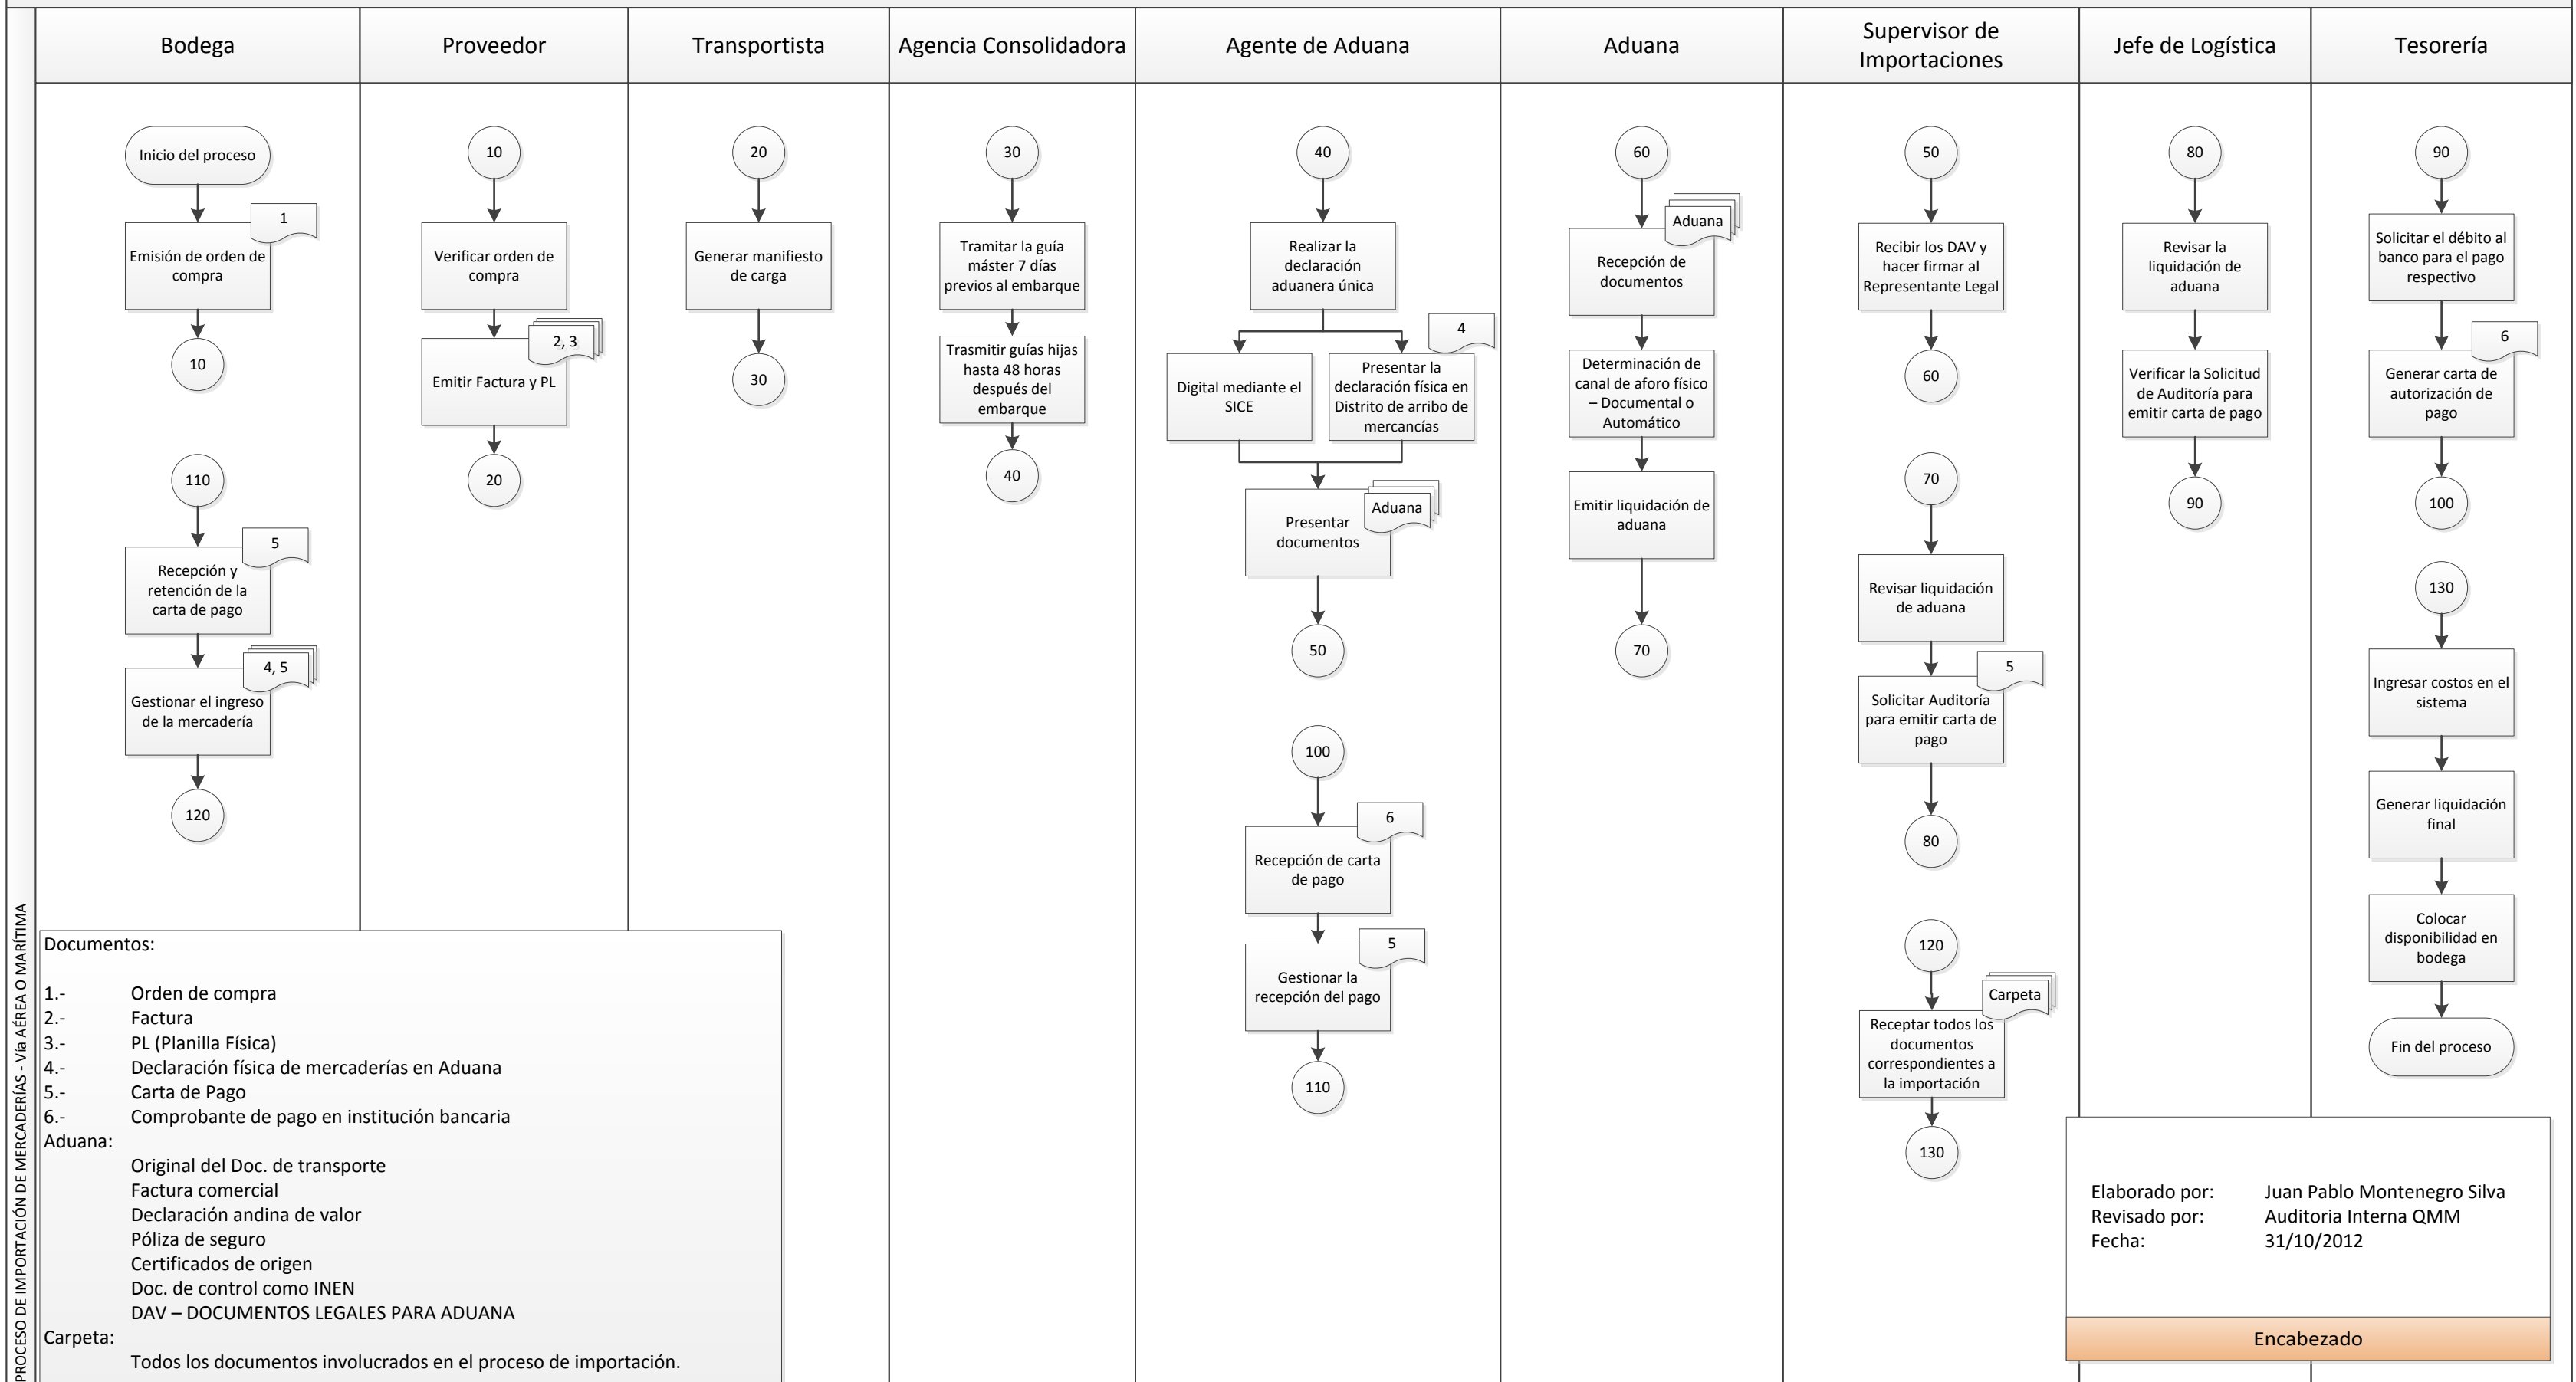 PROCESO DE IMPORTACIÓN DE MERCADERÍAS - Vía AÉREA O MARÍTIMA
Bodega
Inicio del proceso
1
Emisión de orden de
compra
10
110
5
Recepción y
retención de la
carta de pago
4, 5
Gestionar el ingreso
de la mercadería
120
Proveedor
10
Verificar orden de
compra
2, 3
Emitir Factura y PL
20
Transportista
20
Generar manifiesto
de carga
30
Agencia Consolidadora
30
Tramitar la guía
máster 7 días
previos al embarque
Trasmitir guías hijas
hasta 48 horas
después del
embarque
40
Agente de Aduana
40
Realizar la
declaración
aduanera única
Digital mediante el
SICE
4
Presentar la
declaración física en
Distrito de arribo de
mercancías
Aduana
Presentar
documentos
50
100
6
Recepción de carta
de pago
5
Gestionar la
recepción del pago
110
Aduana
60
Aduana
Recepción de
documentos
Determinación de
canal de aforo físico
– Documental o
Automático
Emitir liquidación de
aduana
70
Supervisor de
Importaciones
50
Recibir los DAV y
hacer firmar al
Representante Legal
60
70
Revisar liquidación
de aduana
5
Solicitar Auditoría
para emitir carta de
pago
80
120
Carpeta
Receptar todos los
documentos
correspondientes a
la importación
130
Jefe de Logística
80
Revisar la
liquidación de
aduana
Verificar la Solicitud
de Auditoría para
emitir carta de pago
90
Tesorería
90
Solicitar el débito al
banco para el pago
respectivo
6
Generar carta de
autorización de
pago
100
130
Ingresar costos en el
sistema
Generar liquidación
final
Colocar
disponibilidad en
bodega
Fin del proceso
Documentos:
1.- Orden de compra
2.- Factura
3.- PL (Planilla Física)
4.- Declaración física de mercaderías en Aduana
5.- Carta de Pago
6.- Comprobante de pago en institución bancaria
Aduana:
Original del Doc. de transporte
Factura comercial
Declaración andina de valor
Póliza de seguro
Certificados de origen
Doc. de control como INEN
DAV – DOCUMENTOS LEGALES PARA ADUANA
Carpeta:
Todos los documentos involucrados en el proceso de importación.
Elaborado por: Juan Pablo Montenegro Silva
Revisado por: Auditoria Interna QMM
Fecha: 31/10/2012
Encabezado